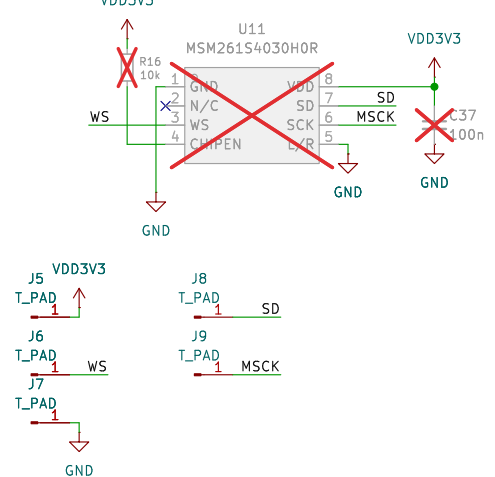 VDD3V3
U11
MSM261S4030H0R
VDD3V3
R16
10k
1 GND VDD 8
2 N/C SD 7 SD
WS 3 WS SCK 6 MSCK
4 CHIPEN L/R 5
C37
100n
GND
GND
GND
J5 VDD3V3
T_PAD
1
J8
T_PAD
1 SD
J6
T_PAD
1 WS
J9
T_PAD
1 MSCK
J7
T_PAD
1
GND